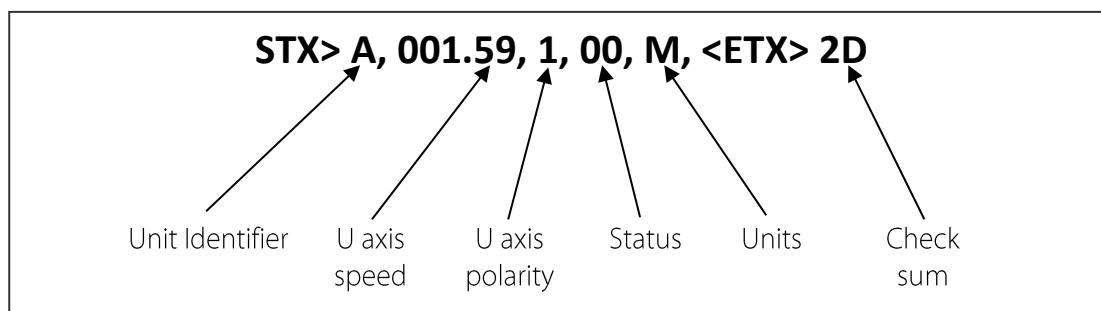 STX> A, 001.59, 1, 00, M, <ETX> 2D
Unit Identifier U axis U axis Status Units Check
speed polarity sum